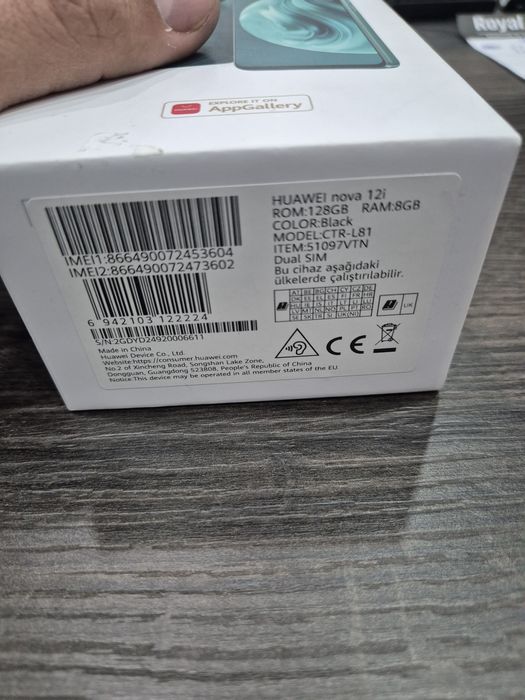 Royal
EXPLORE IT ON
AppGallery
HUAWEI nova 12i
ROM:128GB RAM:8GB
COLOR:Black
MODEL:CTR-L81
ITEM:51097VTN
Dual SIM
Bu cihaz aşağıdaki
ülkelerde çalıştırılabilir.
UK
CE
IMEI1:866490072453604
IMEI2:866490072473602
6 942103 122224
S/N:2GDYD24920006611
Made in China
Huawei Device Co., Ltd.
Website:https://consumer.huawei.com
No.2 of Xincheng Road, Songshan Lake Zone,
Dongguan, Guangdong 523808, People's Republic of China
Notice:This device may be operated in all member states of the EU